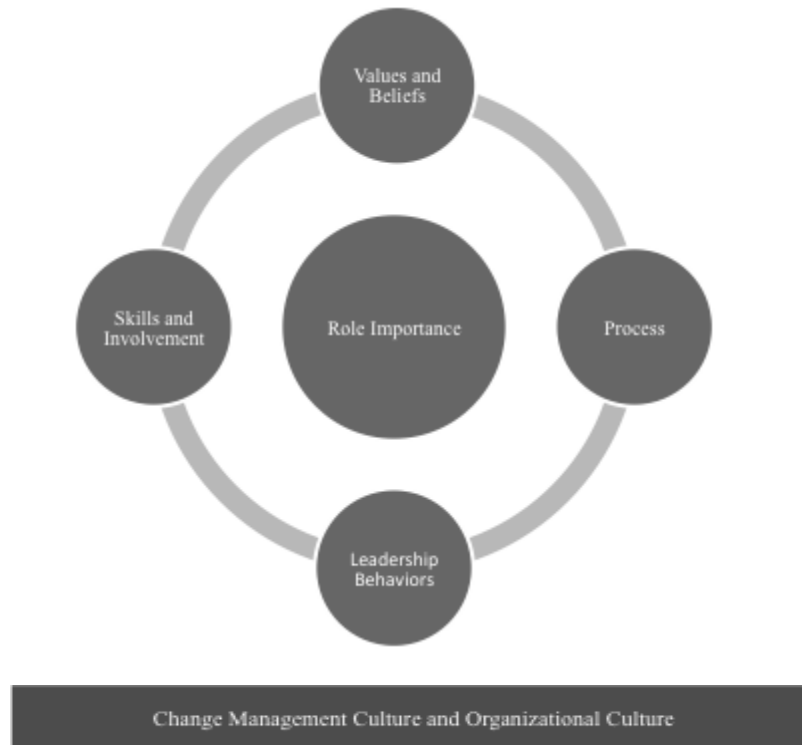 Values and
Beliefs
Skills and
Involvement
Role Importance
Process
Leadership
Behaviors
Change Management Culture and Organizational Culture